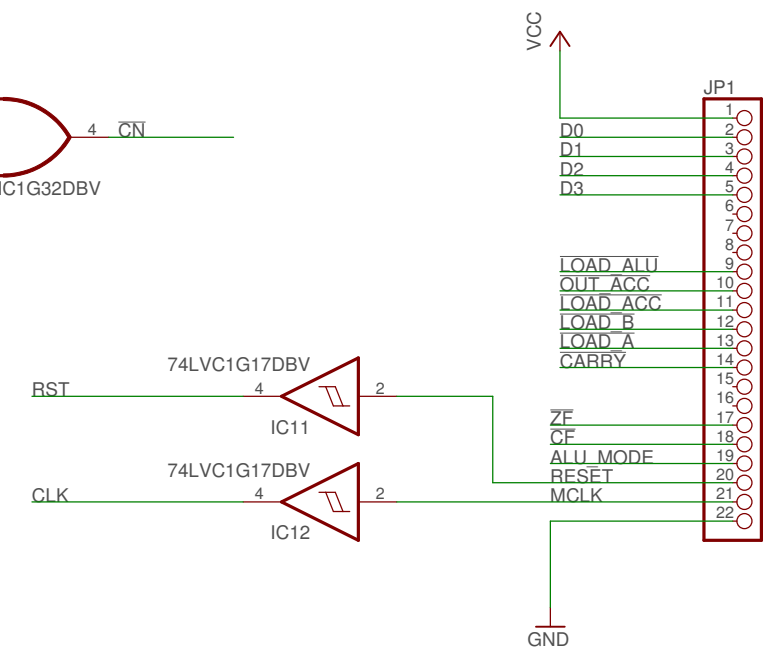 VCC
JP1
1
4 CN
D0 2
D1 3
IC1G32DBV
D2 4
D3 5
6
7
8
LOAD_ALU 9
OUT_ACC 10
LOAD_ACC 11
LOAD_B 12
LOAD_A 13
CARRY 14
15
16
74LVC1G17DBV
RST 4 2
IC11
ZF 17
CF 18
ALU_MODE 19
RESET 20
74LVC1G17DBV
CLK 4 2 MCLK 21
22
IC12
GND